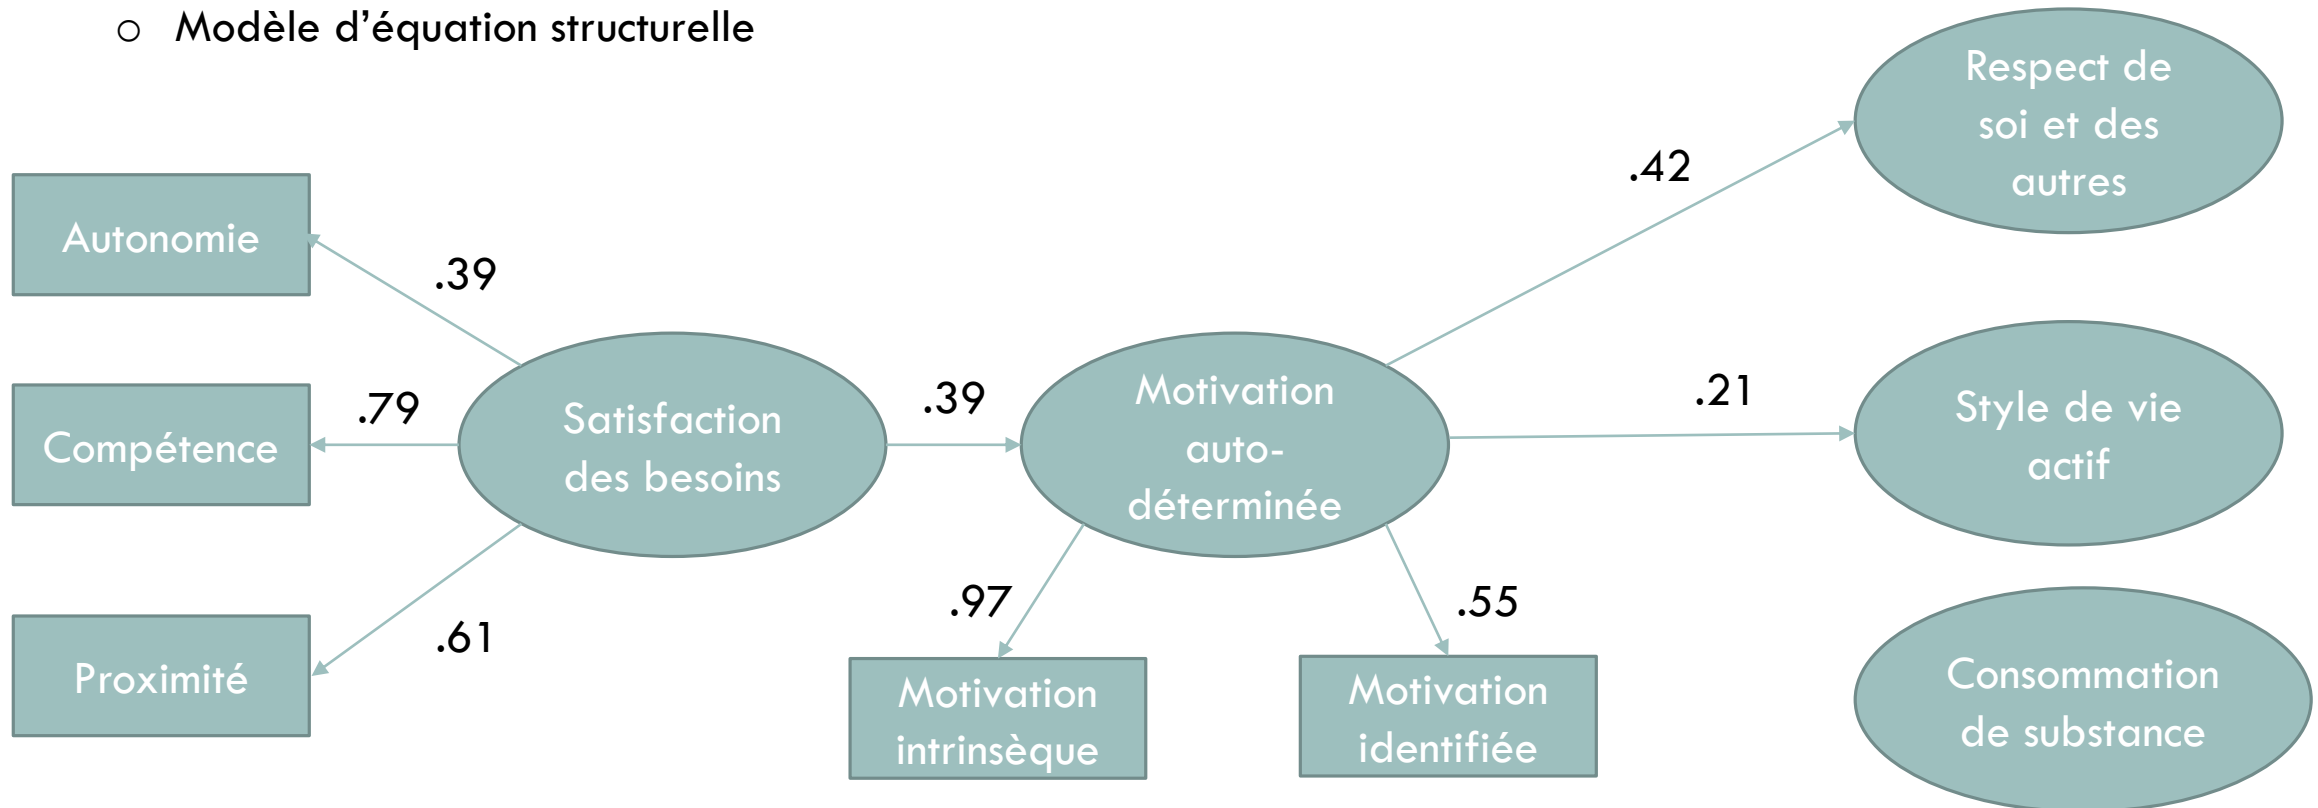 o Modèle d'équation structurelle
Respect de
soi et des
autres
.42
Autonomie
.39
Compétence
.79
Satisfaction
des besoins
.39
Motivation
auto-
déterminée
.21
Style de vie
actif
Proximité
.61
.97
.55
Motivation
intrinsèque
Motivation
identifiée
Consommation
de substance